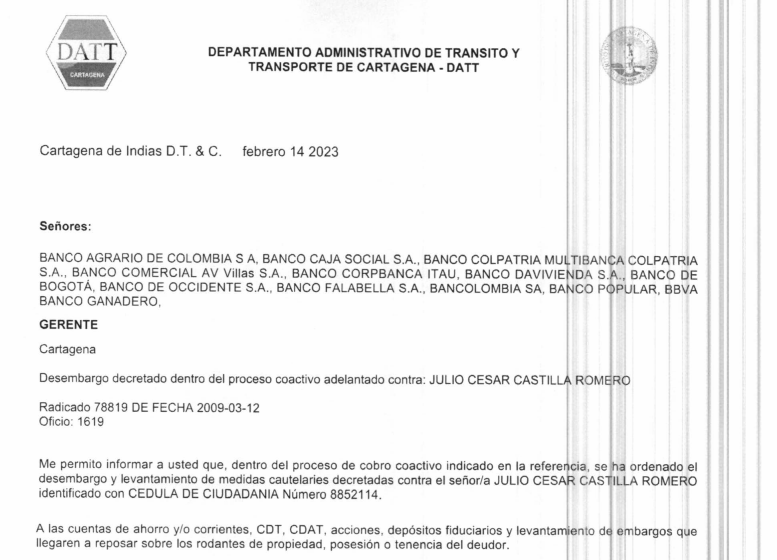 DATT
CARTAGENA
DEPARTAMENTO ADMINISTRATIVO DE TRANSITO Y
TRANSPORTE DE CARTAGENA - DATT
Cartagena de Indias D.T. & C. febrero 14 2023
Señores:
BANCO AGRARIO DE COLOMBIA S A, BANCO CAJA SOCIAL S.A., BANCO COLPATRIA MULTIBANCA COLPATRIA
S.A., BANCO COMERCIAL AV Villas S.A., BANCO CORPBANCA ITAU, BANCO DAVIVIENDA S.A., BANCO DE
BOGOTÁ, BANCO DE OCCIDENTE S.A., BANCO FALABELLA S.A., BANCOLOMBIA SA, BANCO POPULAR, BBVA
BANCO GANADERO,
GERENTE
Cartagena
Desembargo decretado dentro del proceso coactivo adelantado contra: JULIO CESAR CASTILLA ROMERO
Radicado 78819 DE FECHA 2009-03-12
Oficio: 1619
Me permito informar a usted que, dentro del proceso de cobro coactivo indicado en la referencia, se ha ordenado el
desembargo y levantamiento de medidas cautelaries decretadas contra el señor/a JULIO CESAR CASTILLA ROMERO
identificado con CEDULA DE CIUDADANIA Número 8852114.
A las cuentas de ahorro y/o corrientes, CDT, CDAT, acciones, depósitos fiduciarios y levantamiento de embargos que
llegaren a reposar sobre los rodantes de propiedad, posesión o tenencia del deudor.